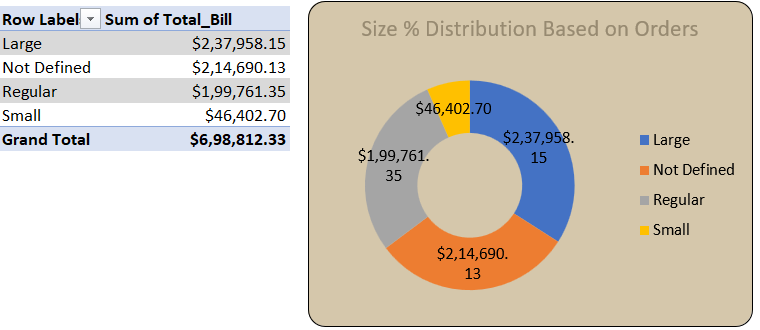 Row Label Sum of Total_Bill
Large $2,37,958.15
Not Defined $2,14,690.13
Regular $1,99,761.35
Small $46,402.70
Grand Total $6,98,812.33
Size % Distribution Based on Orders
$46,402.70
$2,37,958.
15
$1,99,761.
35
$2,14,690.
13
Large
Not Defined
Regular
Small